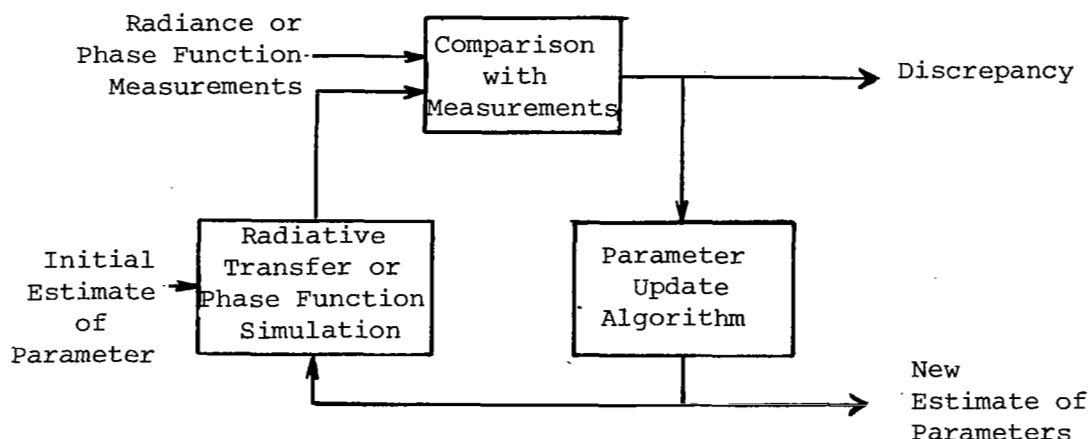 Radiance or
Phase Function
Measurements
Comparison
with
Measurements
Discrepancy
Initial
Estimate
of
Parameter
Radiative
Transfer or
Phase Function
Simulation
Parameter
Update
Algorithm
New
Estimate of
Parameters